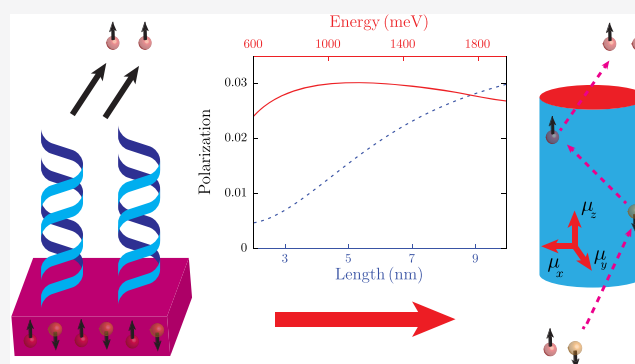 Energy (meV)
600 1000 1400 1800
Polarization
0.03
0.02
0.01
0
3 5 7 9
Length (nm)
μz
μx μy